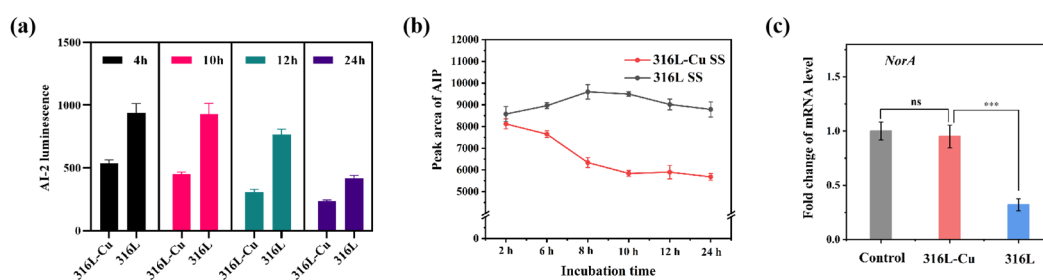 (a)
AI-2 luminescence
1500
1000
500
0
4h
10h
12h
24h
316L-Cu
316L
316L-Cu
316L
316L-Cu
316L
316L-Cu
316L
(b)
Peak area of AIP
12000
11000
10000
9000
8000
7000
6000
5000
0
316L-Cu SS
316L SS
2 h
6 h
8 h
10 h
12 h
24 h
Incubation time
(c)
Fold change of mRNA level
1.5
1.0
0.5
0.0
NorA
ns
***
Control
316L-Cu
316L